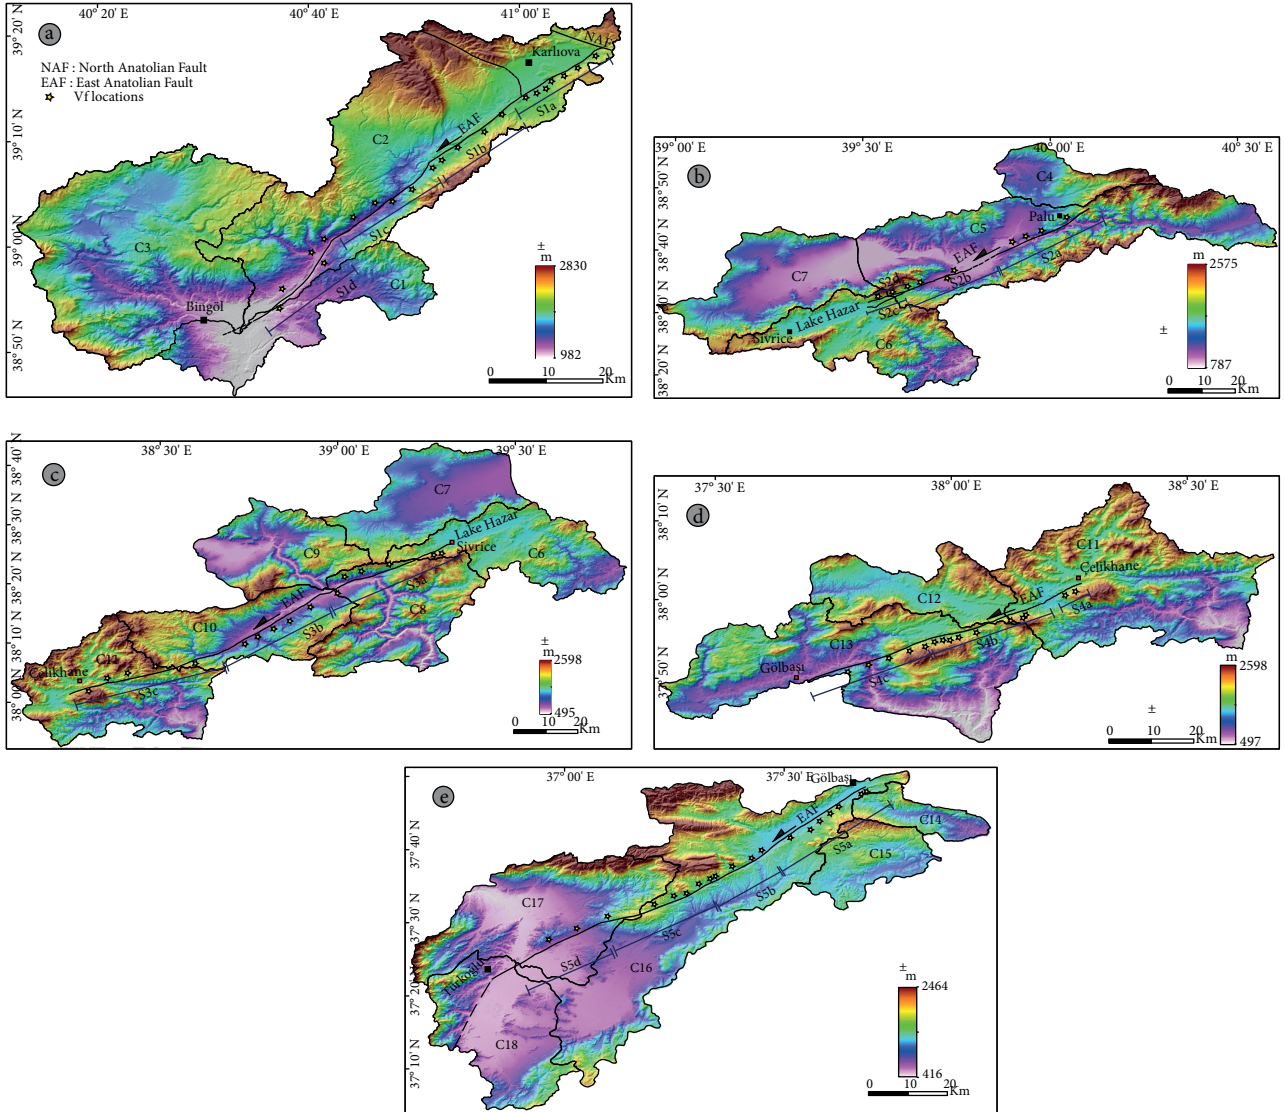 a
40° 20' E
40° 40' E
41° 00' E
39° 20' N
39° 10' N
39° 00' N
38° 50' N
NAF : North Anatolian Fault
EAF : East Anatolian Fault
Vf locations
NAF
Karlıova
S1a
EAF
C2
S1b
C3
S1c
C1
S1d
Bingöl
±
m
2830
982
0 10 20
Km
b
39° 00' E
39° 30' E
40° 00' E
40° 30' E
38° 50' N
38° 40' N
38° 30' N
38° 20' N
C4
Palu
C5
EAF
S2a
C7
S2d
S2b
S2c
Lake Hazar
Sivrice
C6
±
m
2575
787
0 10 20
Km
c
38° 30' E
39° 00' E
39° 30' E
38° 40' N
38° 30' N
38° 20' N
38° 10' N
38° 00' N
C7
Lake Hazar
Sivrice
C9
C6
S3a
EAF
C8
C10
S3b
C11
Çelikhane
S3c
±
m
2598
495
0 10 20
Km
d
37° 30' E
38° 00' E
38° 30' E
38° 10' N
38° 00' N
37° 50' N
C11
Çelikhane
C12
EAF
S4a
C13
S4b
Gölbaşı
S4c
±
m
2598
497
0 10 20
Km
e
37° 00' E
37° 30' E
37° 40' N
37° 30' N
37° 20' N
37° 10' N
Gölbaşı
EAF
C14
S5a
C15
S5b
C17
S5c
S5d
C16
Türkoğlu
C18
±
m
2464
416
0 10 20
Km